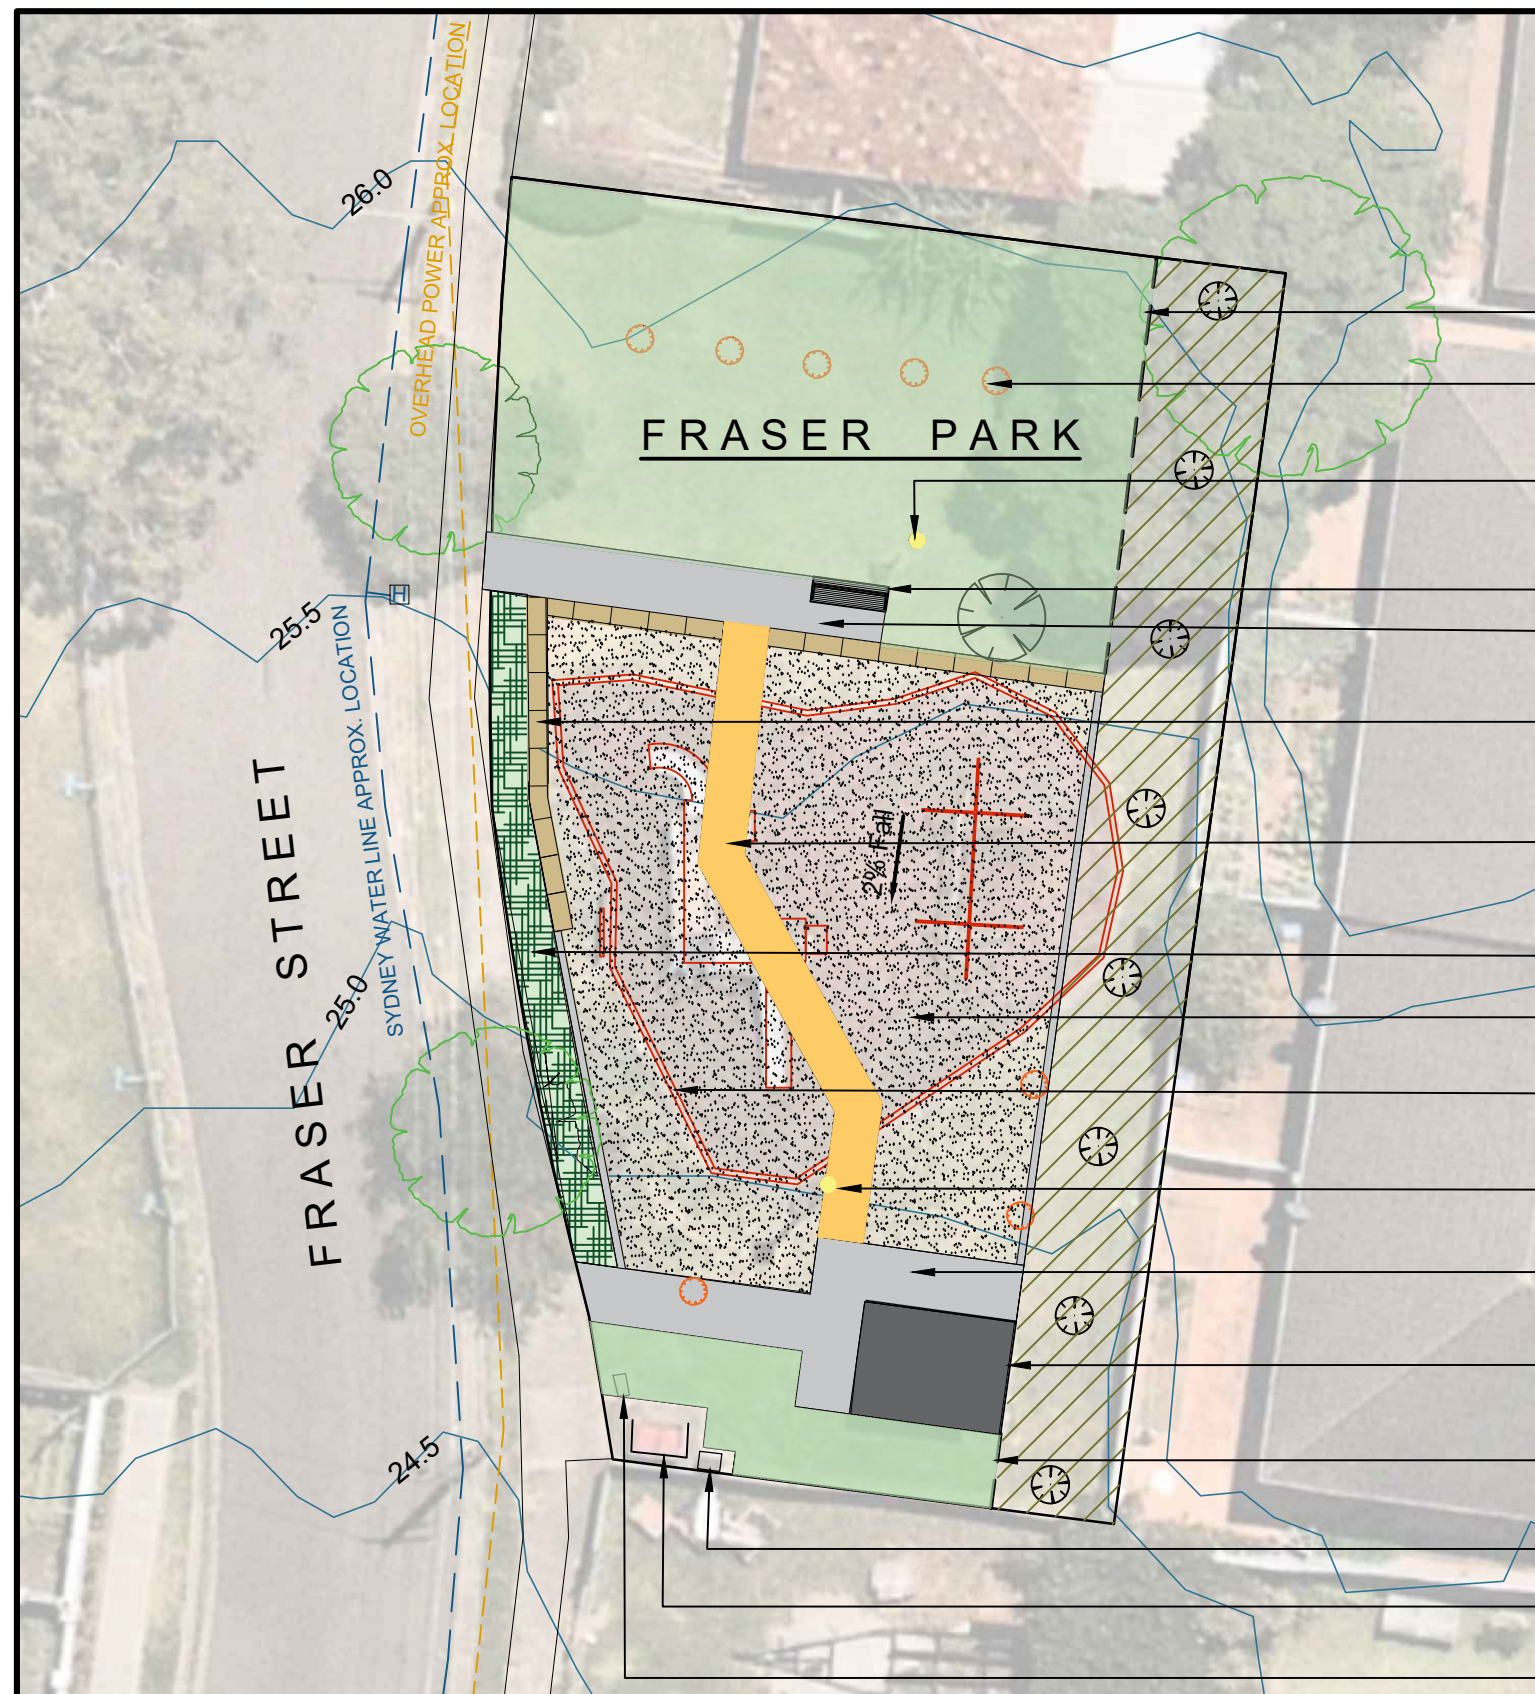 OVERHEAD POWER APPROX. LOCATION
26.0
FRASER PARK
25.5
SYDNEY WATER LINE APPROX. LOCATION
H
FRASER STREET
2% Fall
25.0
24.5